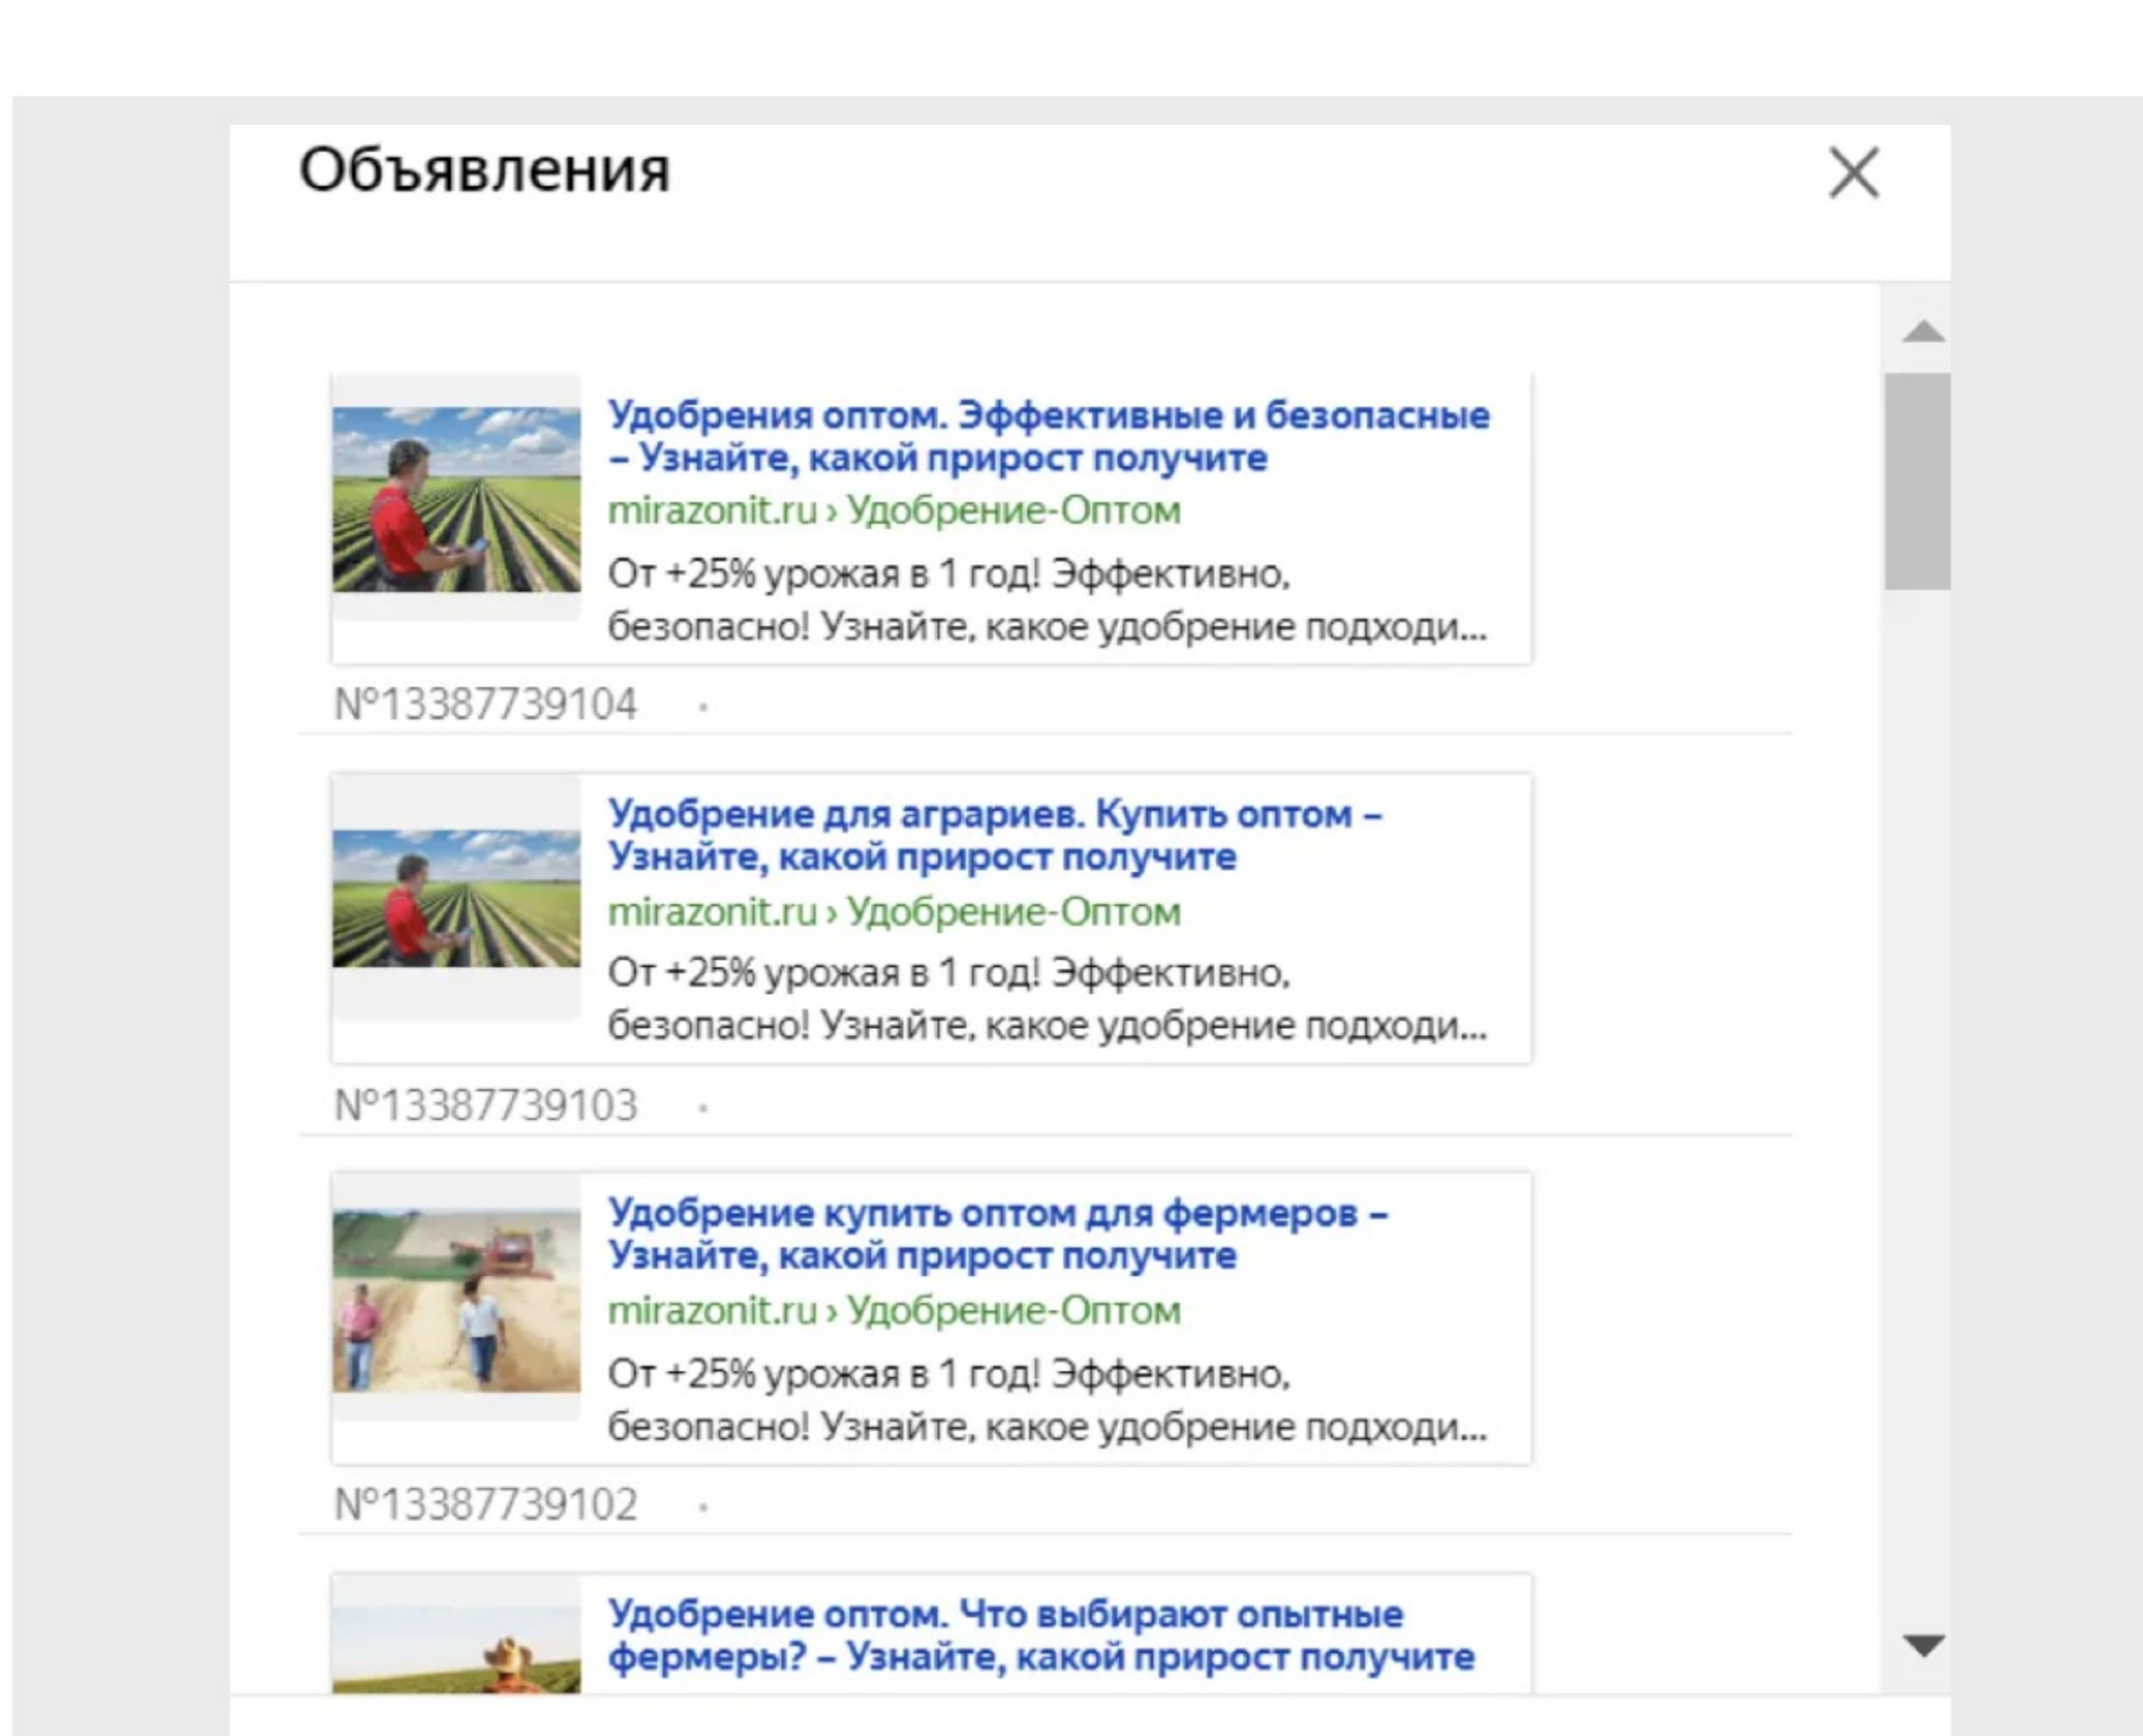 Объявления
Удобрения оптом. Эффективные и безопасные
– Узнайте, какой прирост получите
mirazonit.ru › Удобрение-Оптом
От +25% урожая в 1 год! Эффективно,
безопасно! Узнайте, какое удобрение подходи...
№13387739104
Удобрение для аграриев. Купить оптом –
Узнайте, какой прирост получите
mirazonit.ru › Удобрение-Оптом
От +25% урожая в 1 год! Эффективно,
безопасно! Узнайте, какое удобрение подходи...
№13387739103
Удобрение купить оптом для фермеров –
Узнайте, какой прирост получите
mirazonit.ru › Удобрение-Оптом
От +25% урожая в 1 год! Эффективно,
безопасно! Узнайте, какое удобрение подходи...
№13387739102
Удобрение оптом. Что выбирают опытные
фермеры? – Узнайте, какой прирост получите